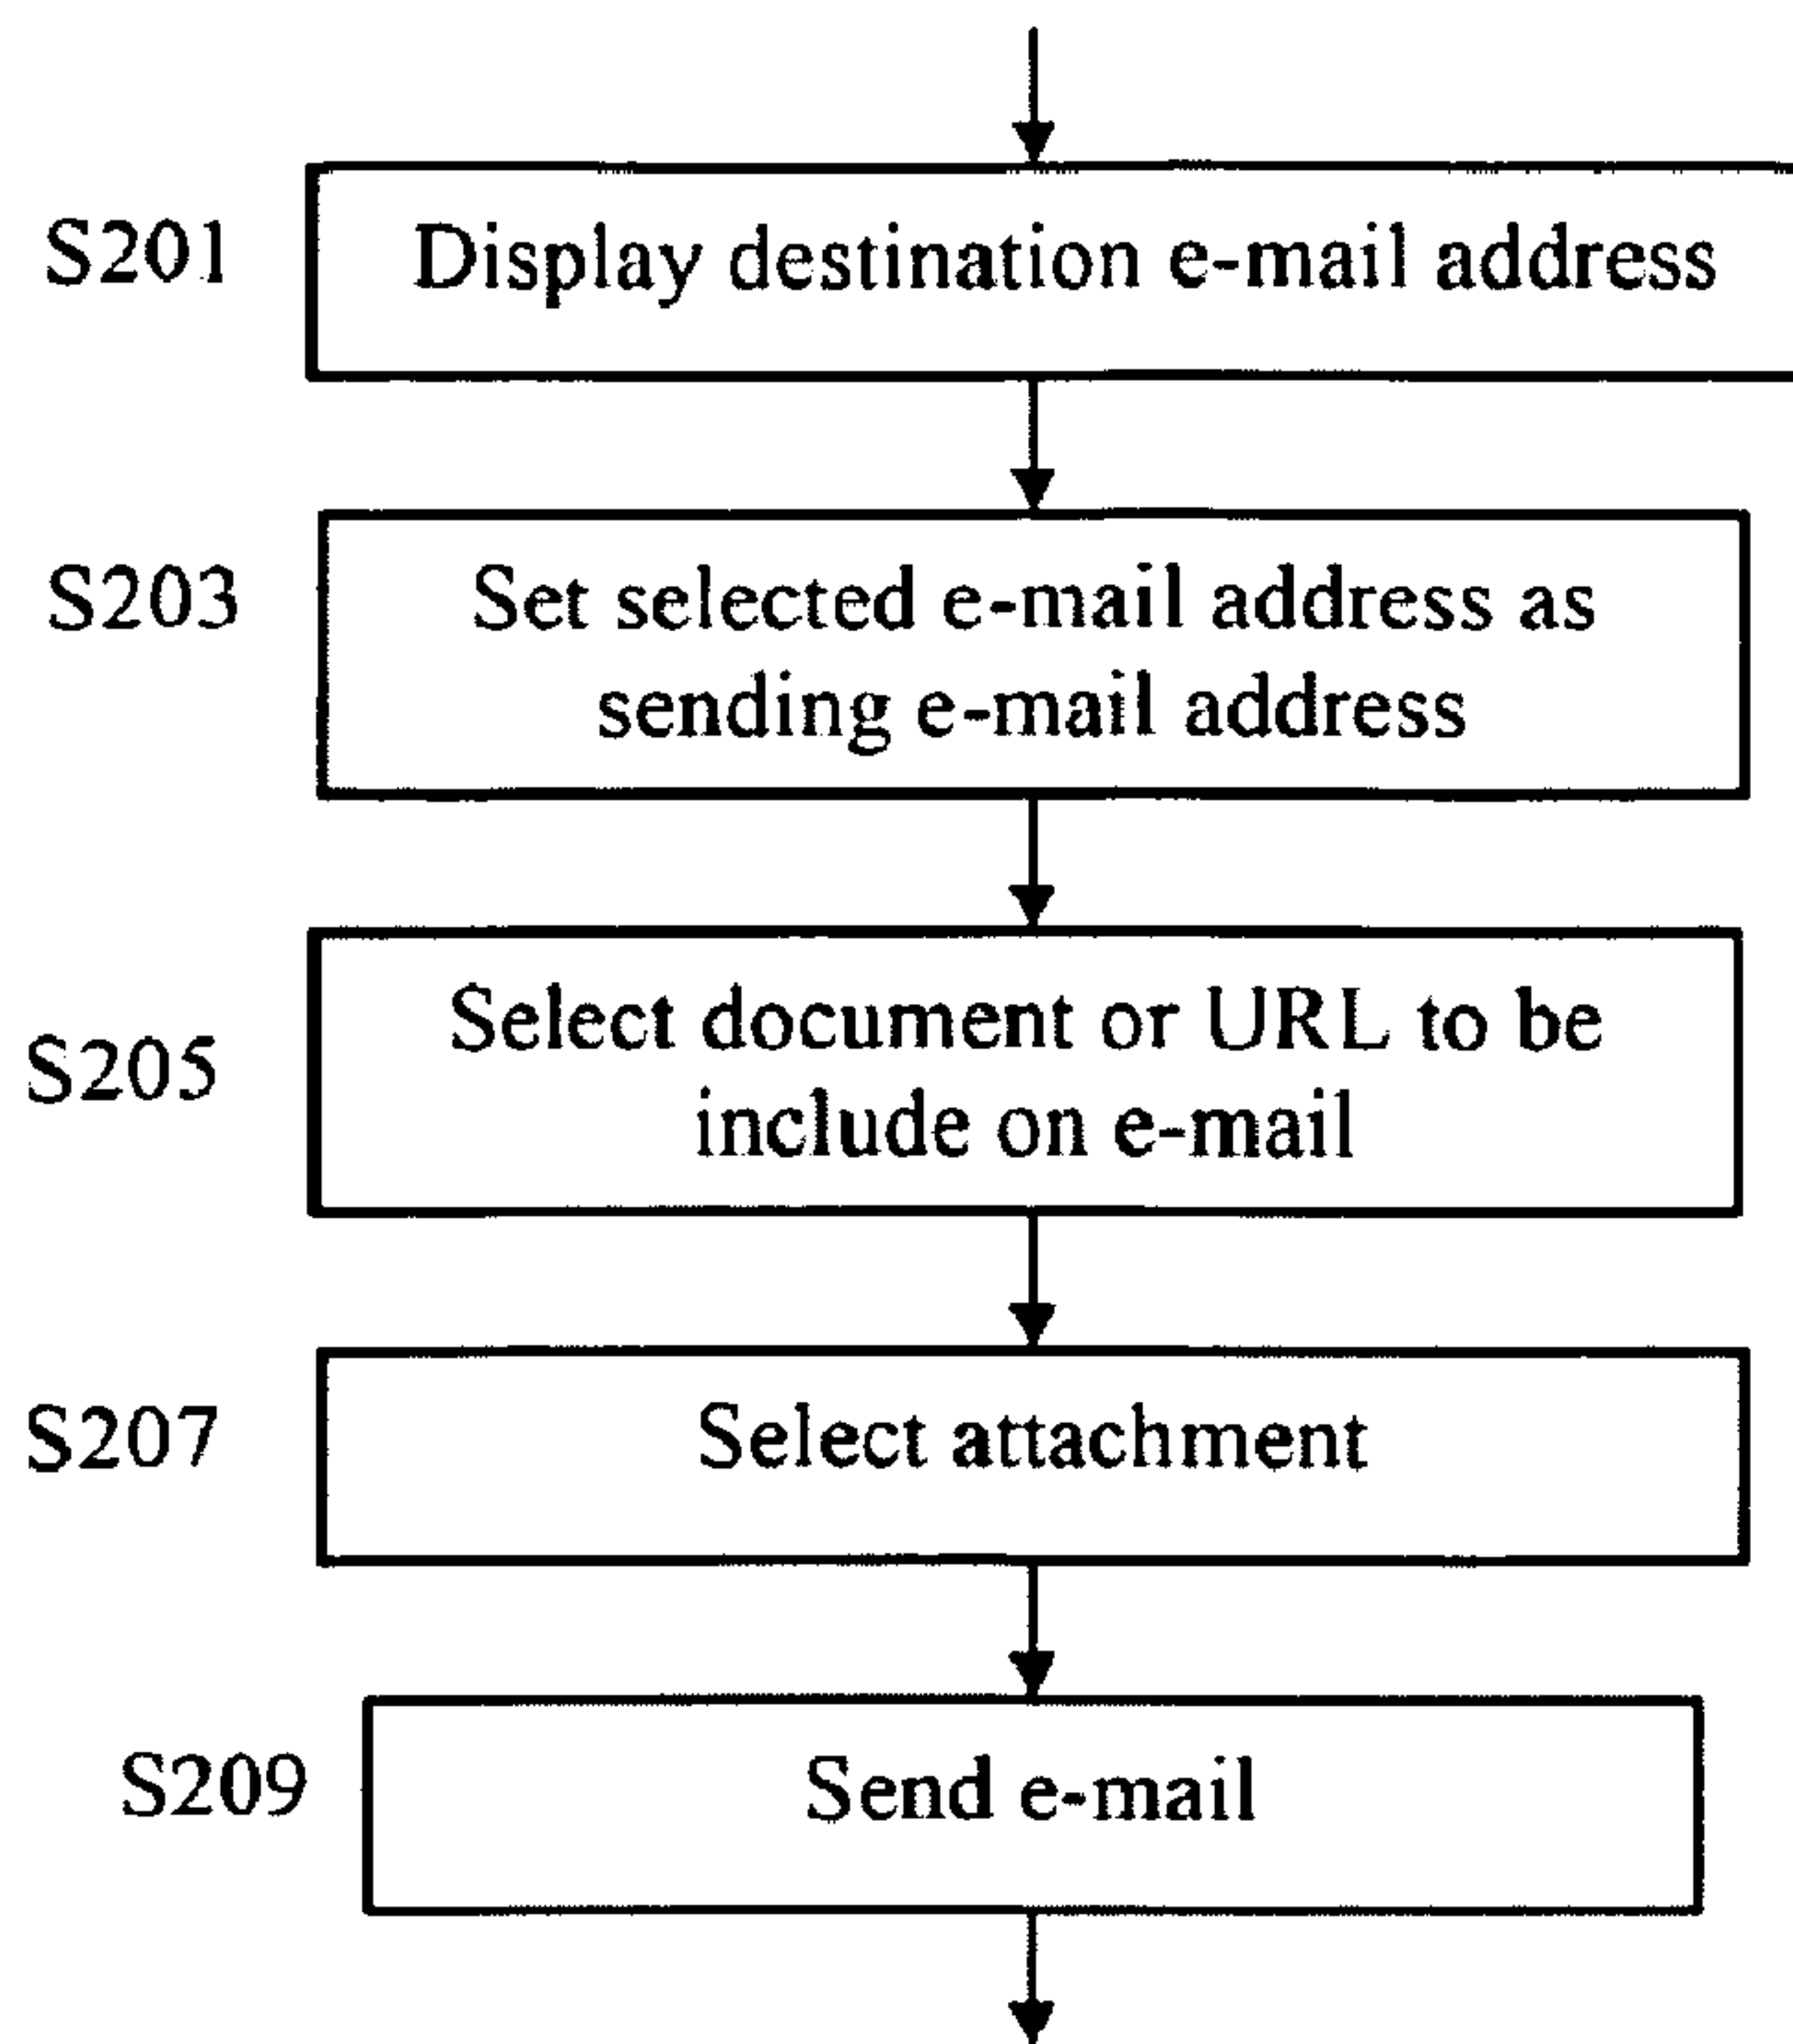 S201 Display destination e-mail address
S203 Set selected e-mail address as
sending e-mail address
S205 Select document or URL to be
include on e-mail
S207 Select attachment
S209 Send e-mail